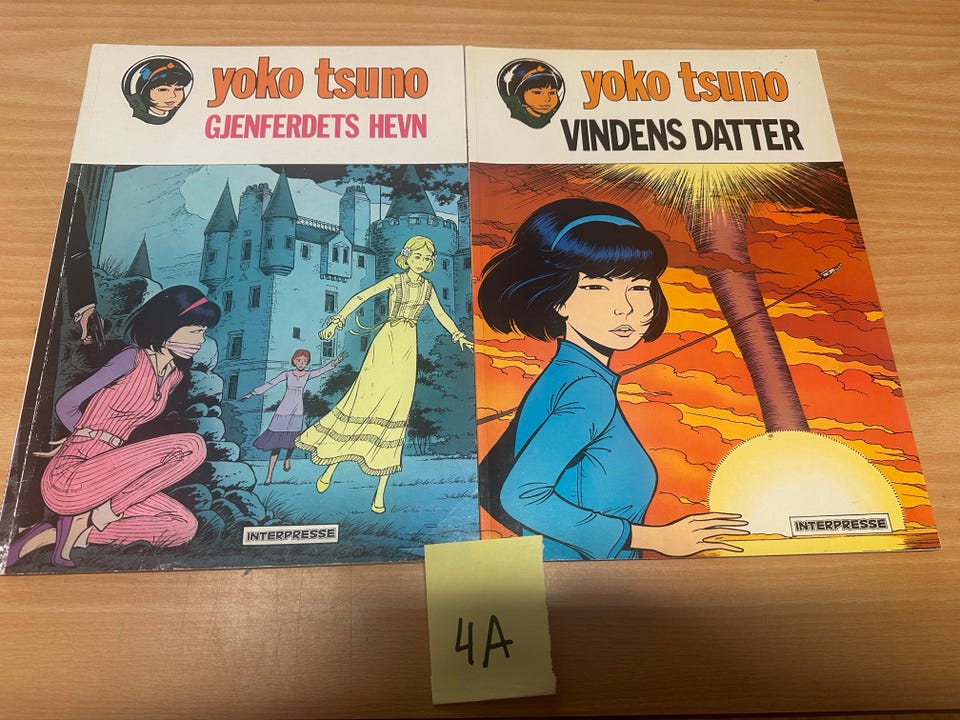 yoko tsuno
GJENFERDETS HEVN
INTERPRESSE
yoko tsuno
VINDENS DATTER
INTERPRESSE
4A